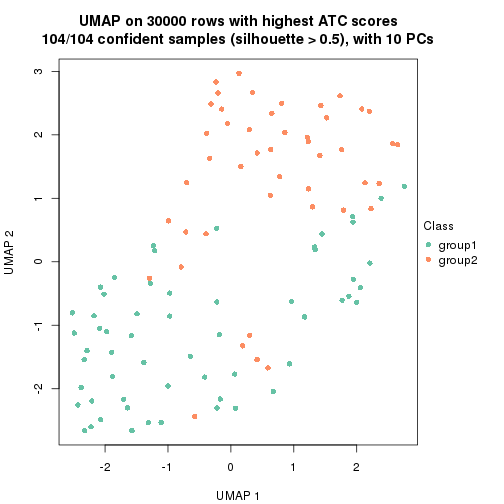 UMAP on 30000 rows with highest ATC scores
104/104 confident samples (silhouette > 0.5), with 10 PCs
3
2
1
0
-1
-2
UMAP 2
-2 -1 0 1 2
UMAP 1
Class
group1
group2